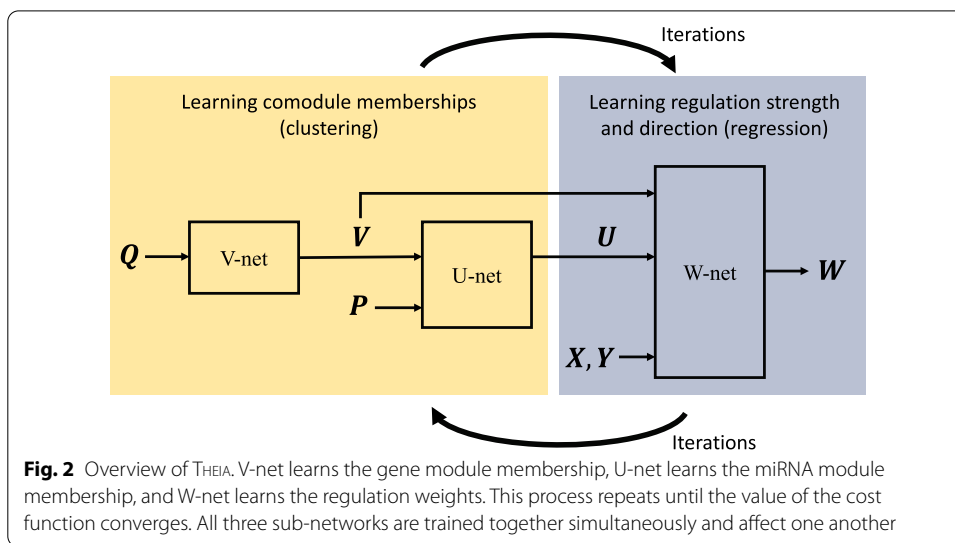 Iterations
Learning comodule memberships
(clustering)
Learning regulation strength
and direction (regression)
Q
V-net
V
P
U-net
U
X, Y
W-net
W
Iterations
Fig. 2 Overview of THEIA. V-net learns the gene module membership, U-net learns the miRNA module
membership, and W-net learns the regulation weights. This process repeats until the value of the cost
function converges. All three sub-networks are trained together simultaneously and affect one another